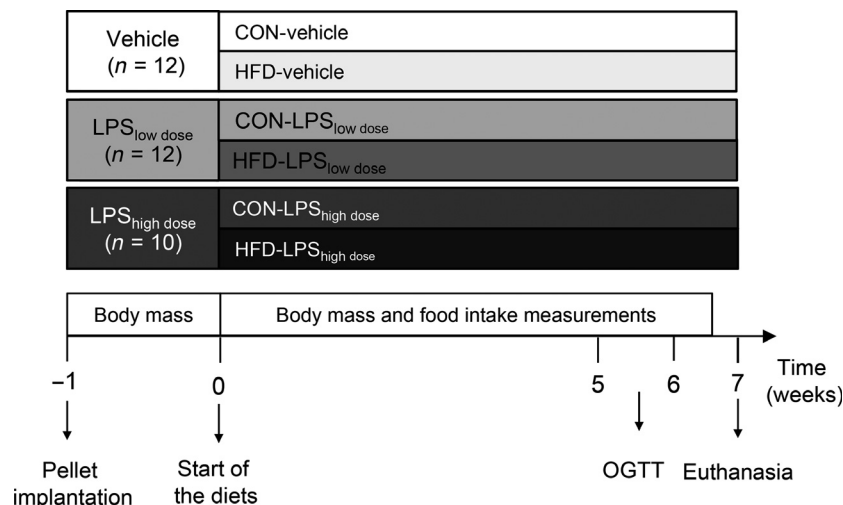 Vehicle
(n = 12)
CON-vehicle
HFD-vehicle
LPSlow dose
(n = 12)
CON-LPSlow dose
HFD-LPSlow dose
LPShigh dose
(n = 10)
CON-LPShigh dose
HFD-LPShigh dose
Body mass
Body mass and food intake measurements
−1
0
5
6
7
Time
(weeks)
Pellet
implantation
Start of
the diets
OGTT
Euthanasia